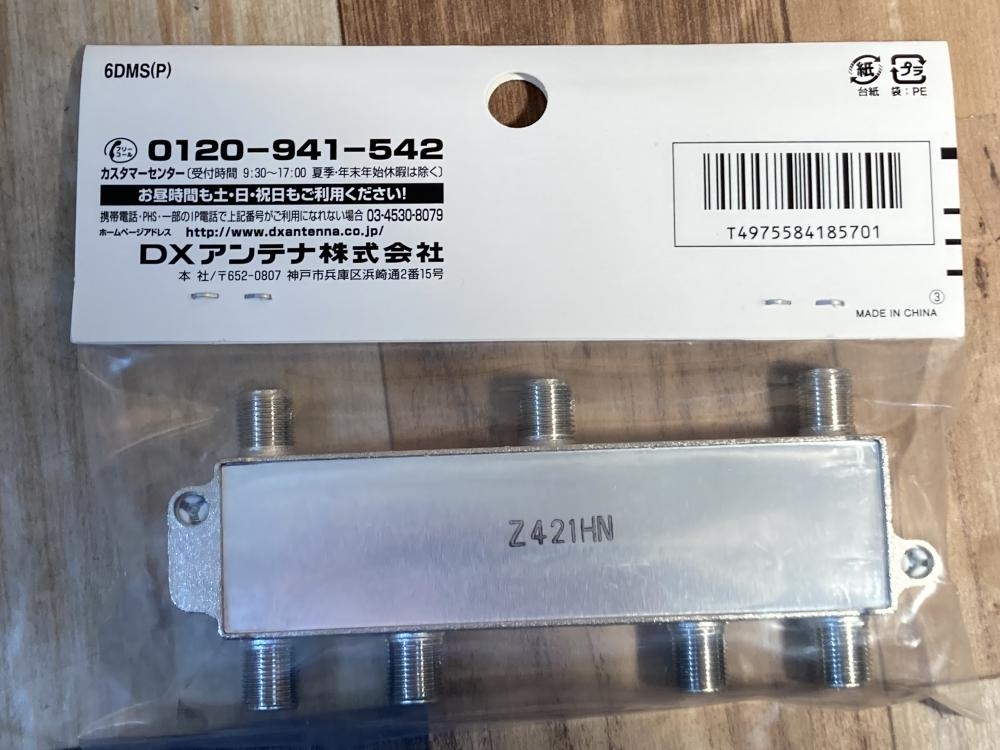 6DMS(P)
紙
プラ
台紙 袋:PE
フリーコール 0120-941-542
カスタマーセンター〔受付時間 9:30〜17:00 夏季・年末年始休暇は除く〕
お昼時間も土・日・祝日もご利用ください!
携帯電話・PHS・一部のIP電話で上記番号がご利用になれない場合 03-4530-8079
ホームページアドレス http://www.dxantenna.co.jp/
DXアンテナ株式会社
本 社/〒652-0807 神戸市兵庫区浜崎通2番15号
T4975584185701
③
MADE IN CHINA
Z421HN